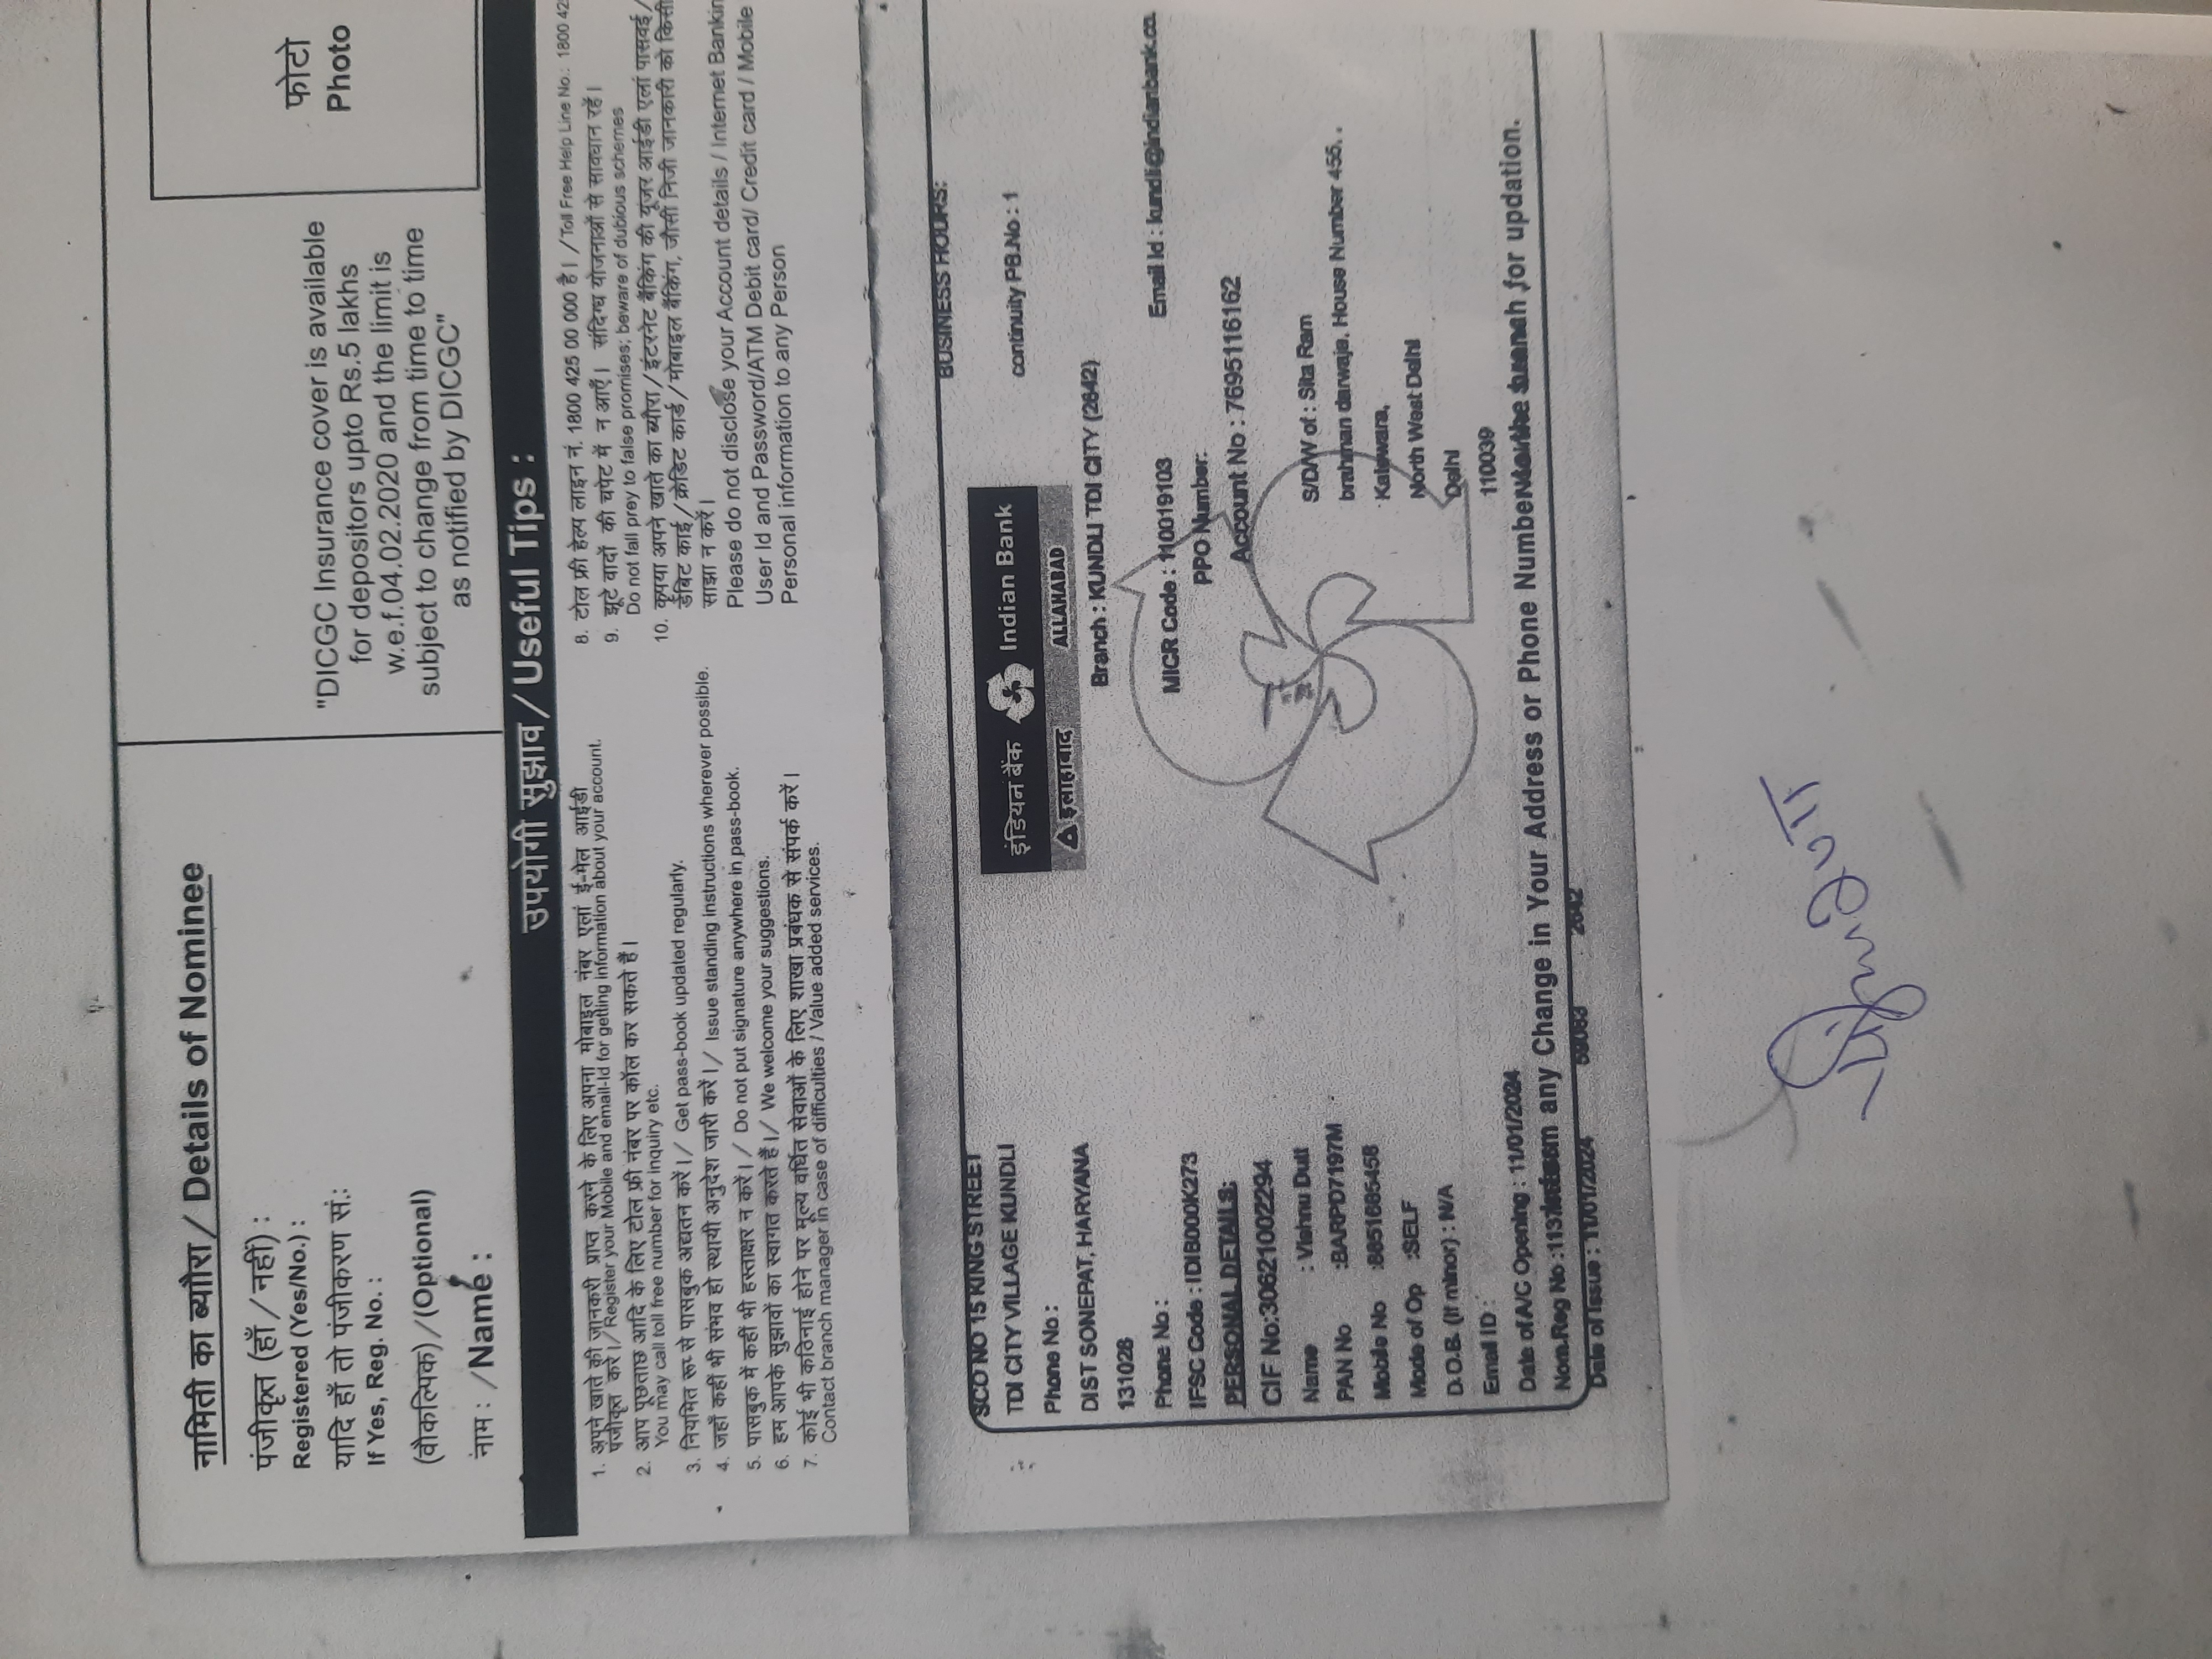 नामिती का ब्यौरा / Details of Nominee
पंजीकृत (हाँ / नहीं) :
Registered (Yes/No.) :
यादि हाँ तो पंजीकरण सं.:
If Yes, Reg. No. :
(वौकल्पिक) / (Optional)
नाम : / Name :
"DICGC Insurance cover is available
for depositors upto Rs.5 lakhs
w.e.f.04.02.2020 and the limit is
subject to change from time to time
as notified by DICGC"
फोटो
Photo
उपयोगी सुझाव / Useful Tips :
1. अपने खाते की जानकरी प्राप्त करने के लिए अपना मोबाइल नंबर एलां ई-मेल आईडी
पंजीकृत करें। / Register your Mobile and email-Id for getting information about your account.
2. आप पूछताछ आदि के लिए टोल फ्री नंबर पर कॉल कर सकते हैं।
You may call toll free number for inquiry etc.
3. नियमित रूप से पासबुक अद्यतन करें। / Get pass-book updated regularly.
4. जहाँ कहीं भी संभव हो स्थायी अनुदेश जारी करें। / Issue standing instructions wherever possible.
5. पासबुक में कहीं भी हस्ताक्षर न करें। / Do not put signature anywhere in pass-book.
6. हम आपके सुझावों का स्वागत करते हैं। / We welcome your suggestions.
7. कोई भी कठिनाई होने पर मूल्य वर्धित सेवाओं के लिए शाखा प्रबंधक से संपर्क करें।
Contact branch manager in case of difficulties / Value added services.
8. टोल फ्री हेल्प लाइन नं. 1800 425 00 000 है। / Toll Free Help Line No.: 1800 42
9. झूटे वादों की चपेट में न आएँ। संदिग्ध योजनाओं से सावधान रहें।
Do not fall prey to false promises; beware of dubious schemes
10. कृपया अपने खाते का ब्यौरा / इंटरनेट बैंकिंग की यूजर आईडी एलां पासवर्ड /
डेबिट कार्ड / क्रेडिट कार्ड / मोबाइल बैंकिंग, जौसी निजी जानकारी को किसी
साझा न करें।
Please do not disclose your Account details / Internet Bankin
User Id and Password/ATM Debit card/ Credit card / Mobile
Personal information to any Person
SCO NO 15 KING STREET
TDI CITY VILLAGE KUNDLI
Phone No :
DIST SONEPAT, HARYANA
131028
Phone No :
IFSC Code : IDIB000K273
PERSONAL DETAILS:
CIF No:30621002294
Name : Vishnu Dutt
PAN No :BARPD7197M
Mobile No :8851685458
Mode of Op :SELF
D.O.B. (If minor) : N/A
Email ID :
Date of A/C Opening : 11/01/2024
Nom.Reg No :
इंडियन बैंक Indian Bank
इलाहाबाद ALLAHABAD
Branch : KUNDLI TDI CITY (2642)
MICR Code : 110019103
PPO Number:
Account No : 7695116162
BUSINESS HOURS:
continuity PB.No : 1
Email Id : kundli@indianbank.co.
S/D/W of : Sita Ram
brahman darwaja, House Number 455, .
Kalewara,
North West Delhi
Delhi
110039
any Change in Your Address or Phone Number to the branch for updation.
Date of Issue : 11/01/2024 59083 2642